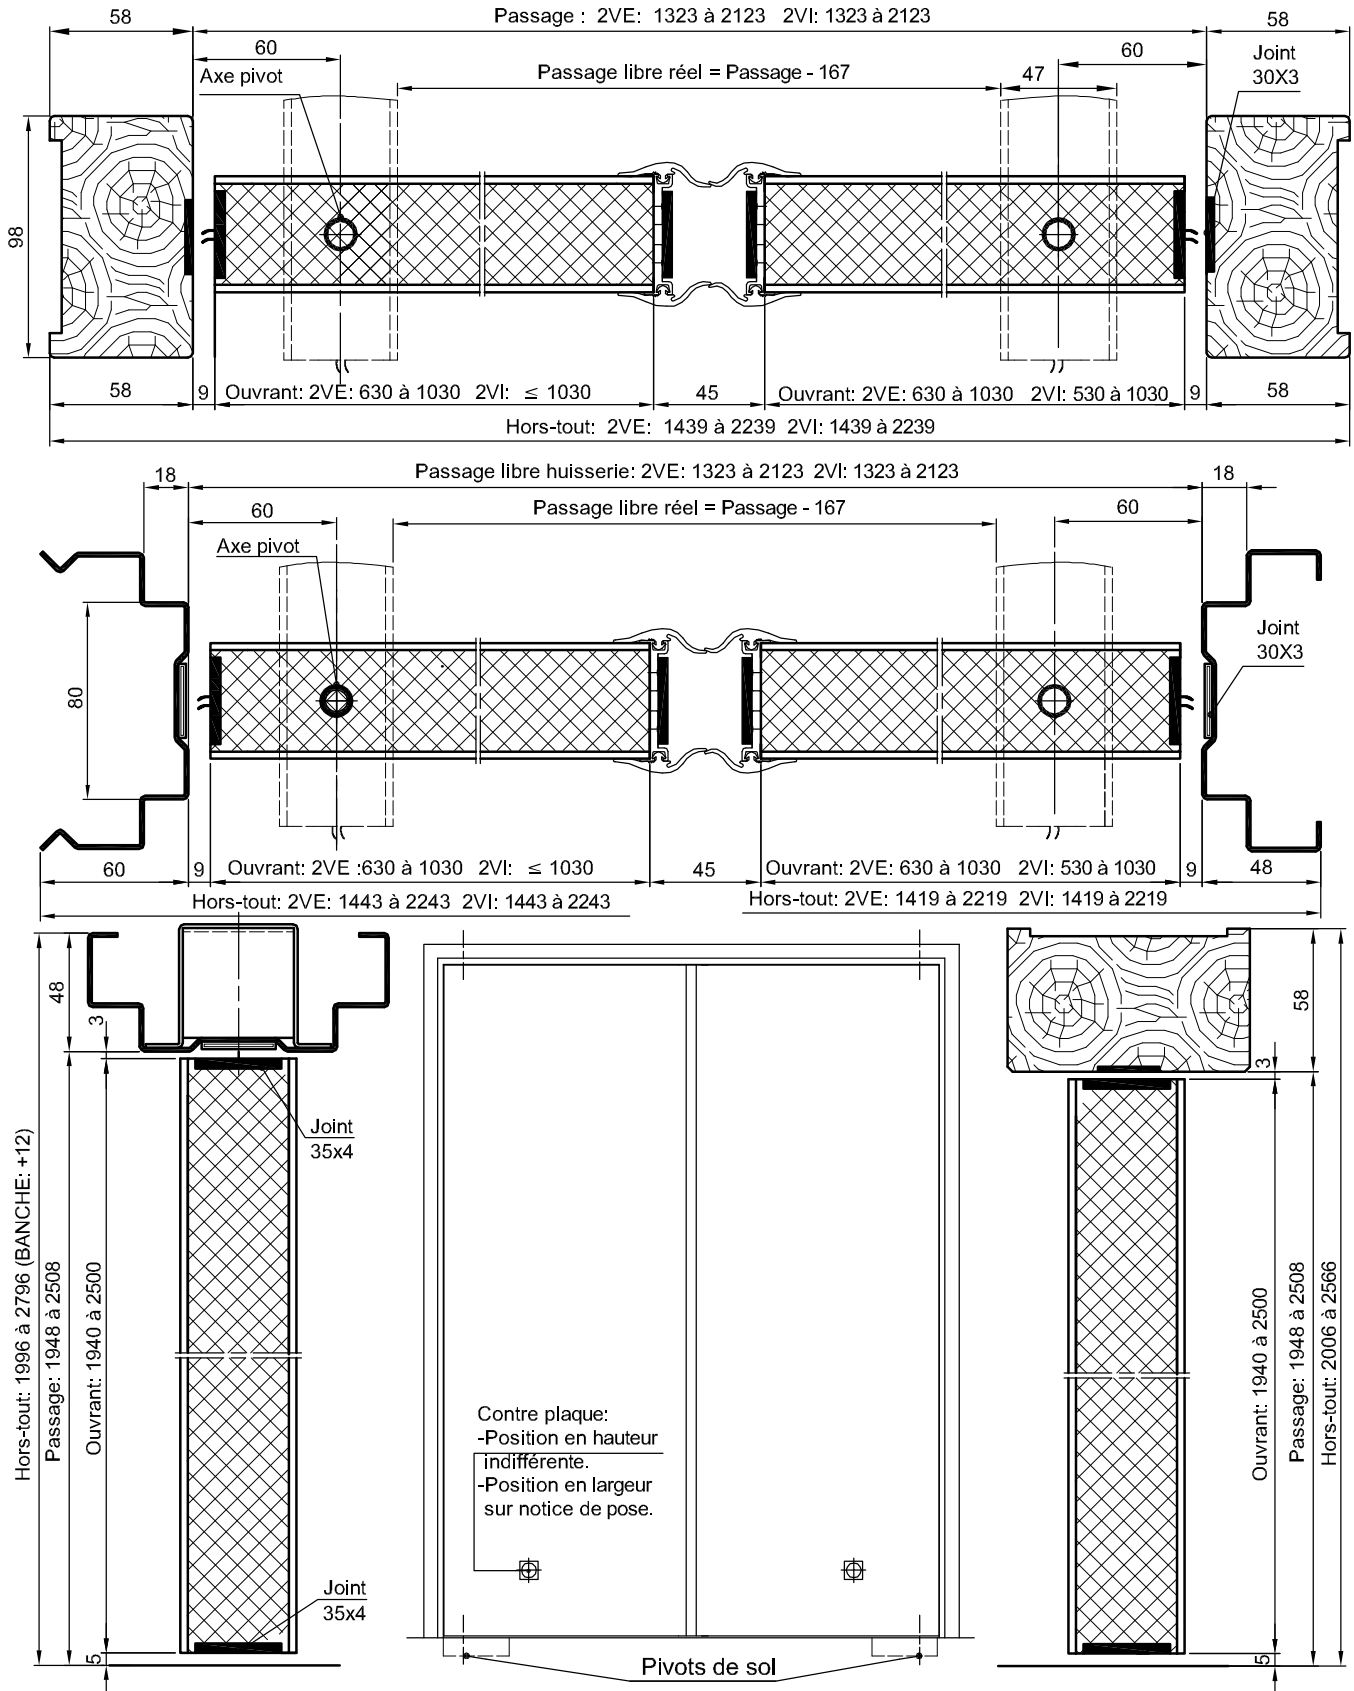 58
Passage : 2VE: 1323 à 2123 2VI: 1323 à 2123
58
60
Axe pivot
Passage libre réel = Passage - 167
47
60
Joint
30X3
98
58
9
Ouvrant: 2VE: 630 à 1030 2VI: ≤ 1030
45
Ouvrant: 2VE: 630 à 1030 2VI: 530 à 1030
9
58
Hors-tout: 2VE: 1439 à 2239 2VI: 1439 à 2239
18
Passage libre huisserie: 2VE: 1323 à 2123 2VI: 1323 à 2123
18
60
Passage libre réel = Passage - 167
60
Axe pivot
Joint
30X3
80
60
9
Ouvrant: 2VE :630 à 1030 2VI: ≤ 1030
45
Ouvrant: 2VE: 630 à 1030 2VI: 530 à 1030
9
48
Hors-tout: 2VE: 1443 à 2243 2VI: 1443 à 2243
Hors-tout: 2VE: 1419 à 2219 2VI: 1419 à 2219
48
3
Joint
35x4
Hors-tout: 1996 à 2796 (BANCHE: +12)
Passage: 1948 à 2508
Ouvrant: 1940 à 2500
Joint
35x4
5
Contre plaque:
-Position en hauteur
indifférente.
-Position en largeur
sur notice de pose.
Pivots de sol
58
3
Ouvrant: 1940 à 2500
Passage: 1948 à 2508
Hors-tout: 2006 à 2566
5